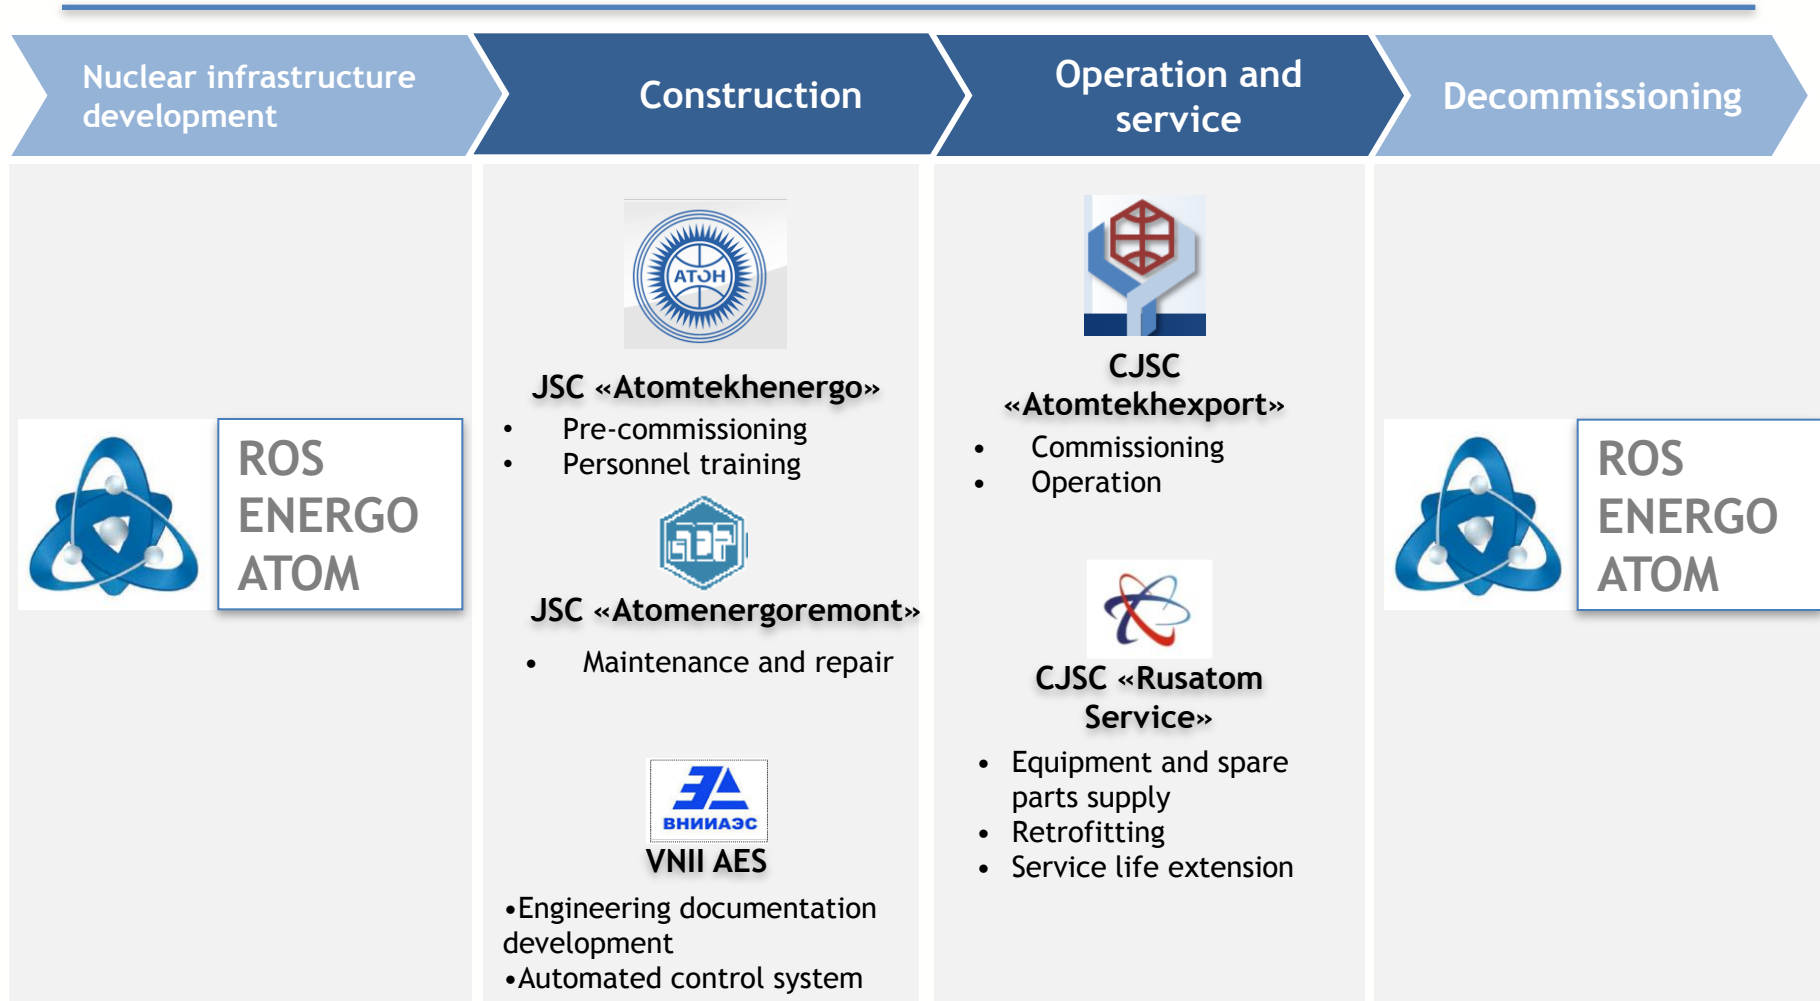 Nuclear infrastructure
development
Construction
Operation and
service
Decommissioning
ROS
ENERGO
ATOM
АТЭН
JSC «Atomtekhenergo»
• Pre-commissioning
• Personnel training
JSC «Atomenergoremont»
• Maintenance and repair
ВНИИАЭС
VNII AES
•Engineering documentation
development
•Automated control system
CJSC
«Atomtekhexport»
• Commissioning
• Operation
CJSC «Rusatom
Service»
• Equipment and spare
parts supply
• Retrofitting
• Service life extension
ROS
ENERGO
ATOM